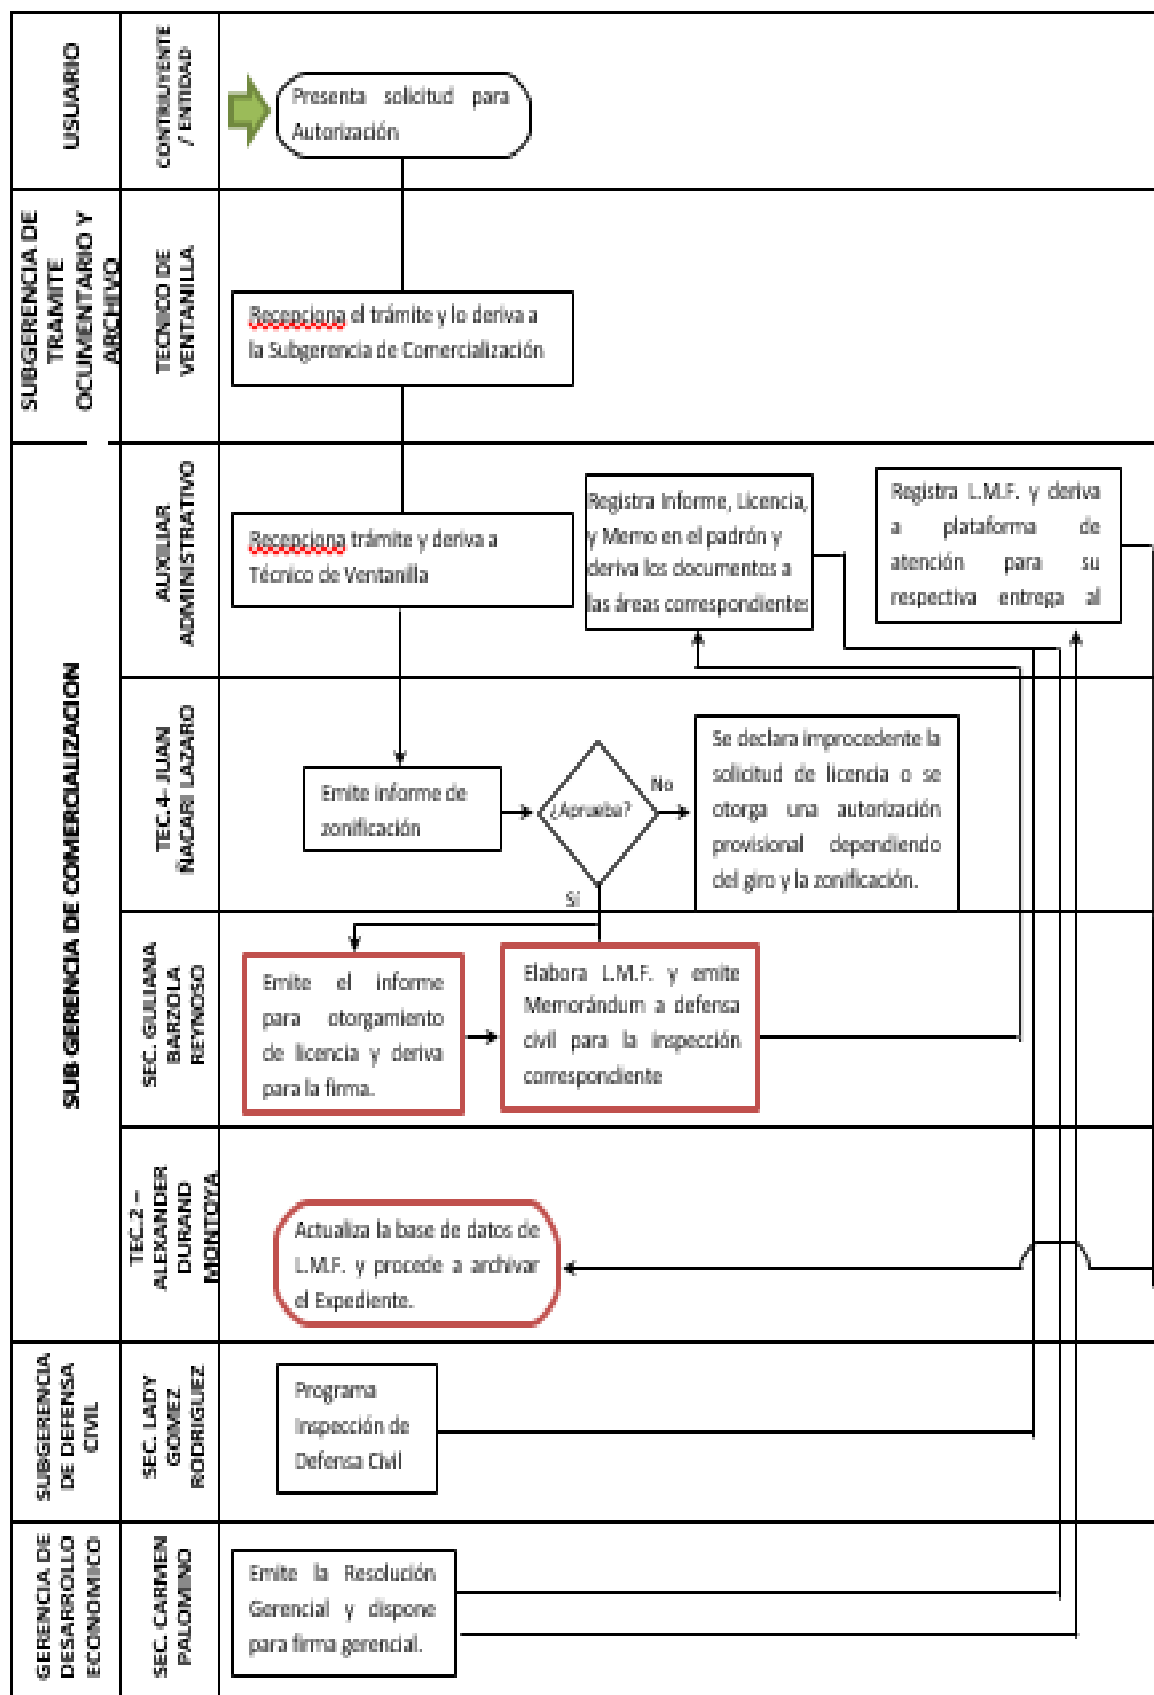 USUARIO
CONTRIBUYENTE
/ ENTIDAD
Presenta solicitud para
Autorización
SUBGERENCIA DE
TRAMITE
OCUMENTARIO Y
ARCHIVO
TECNICO DE
VENTANILLA
Recepciona el trámite y lo deriva a
la Subgerencia de Comercialización
SUB GERENCIA DE COMERCIALIZACION
AUXILIAR
ADMINISTRATIVO
Recepciona trámite y deriva a
Técnico de Ventanilla
Registra Informe, Licencia,
y Memo en el padrón y
deriva los documentos a
las áreas correspondientes
Registra L.M.F. y deriva
a plataforma de
atención para su
respectiva entrega al
TEC.4- JUAN
ÑACARI LAZARO
Emite informe de
zonificación
¿Aprueba?
No
Si
Se declara improcedente la
solicitud de licencia o se
otorga una autorización
provisional dependiendo
del giro y la zonificación.
SEC. GULIANA
BARZOLA
REYNOSO
Emite el informe
para otorgamiento
de licencia y deriva
para la firma.
Elabora L.M.F. y emite
Memorándum a defensa
civil para la inspección
correspondiente
TEC.2 –
ALEXANDER
DURAND
MONTOYA
Actualiza la base de datos de
L.M.F. y procede a archivar
el Expediente.
SUBGERENCIA
DE DEFENSA
CIVIL
SEC. LADY
GOMEZ
RODRIGUEZ
Programa
Inspección de
Defensa Civil
GERENCIA DE
DESARROLLO
ECONOMICO
SEC. CARMEN
PALOMINO
Emite la Resolución
Gerencial y dispone
para firma gerencial.